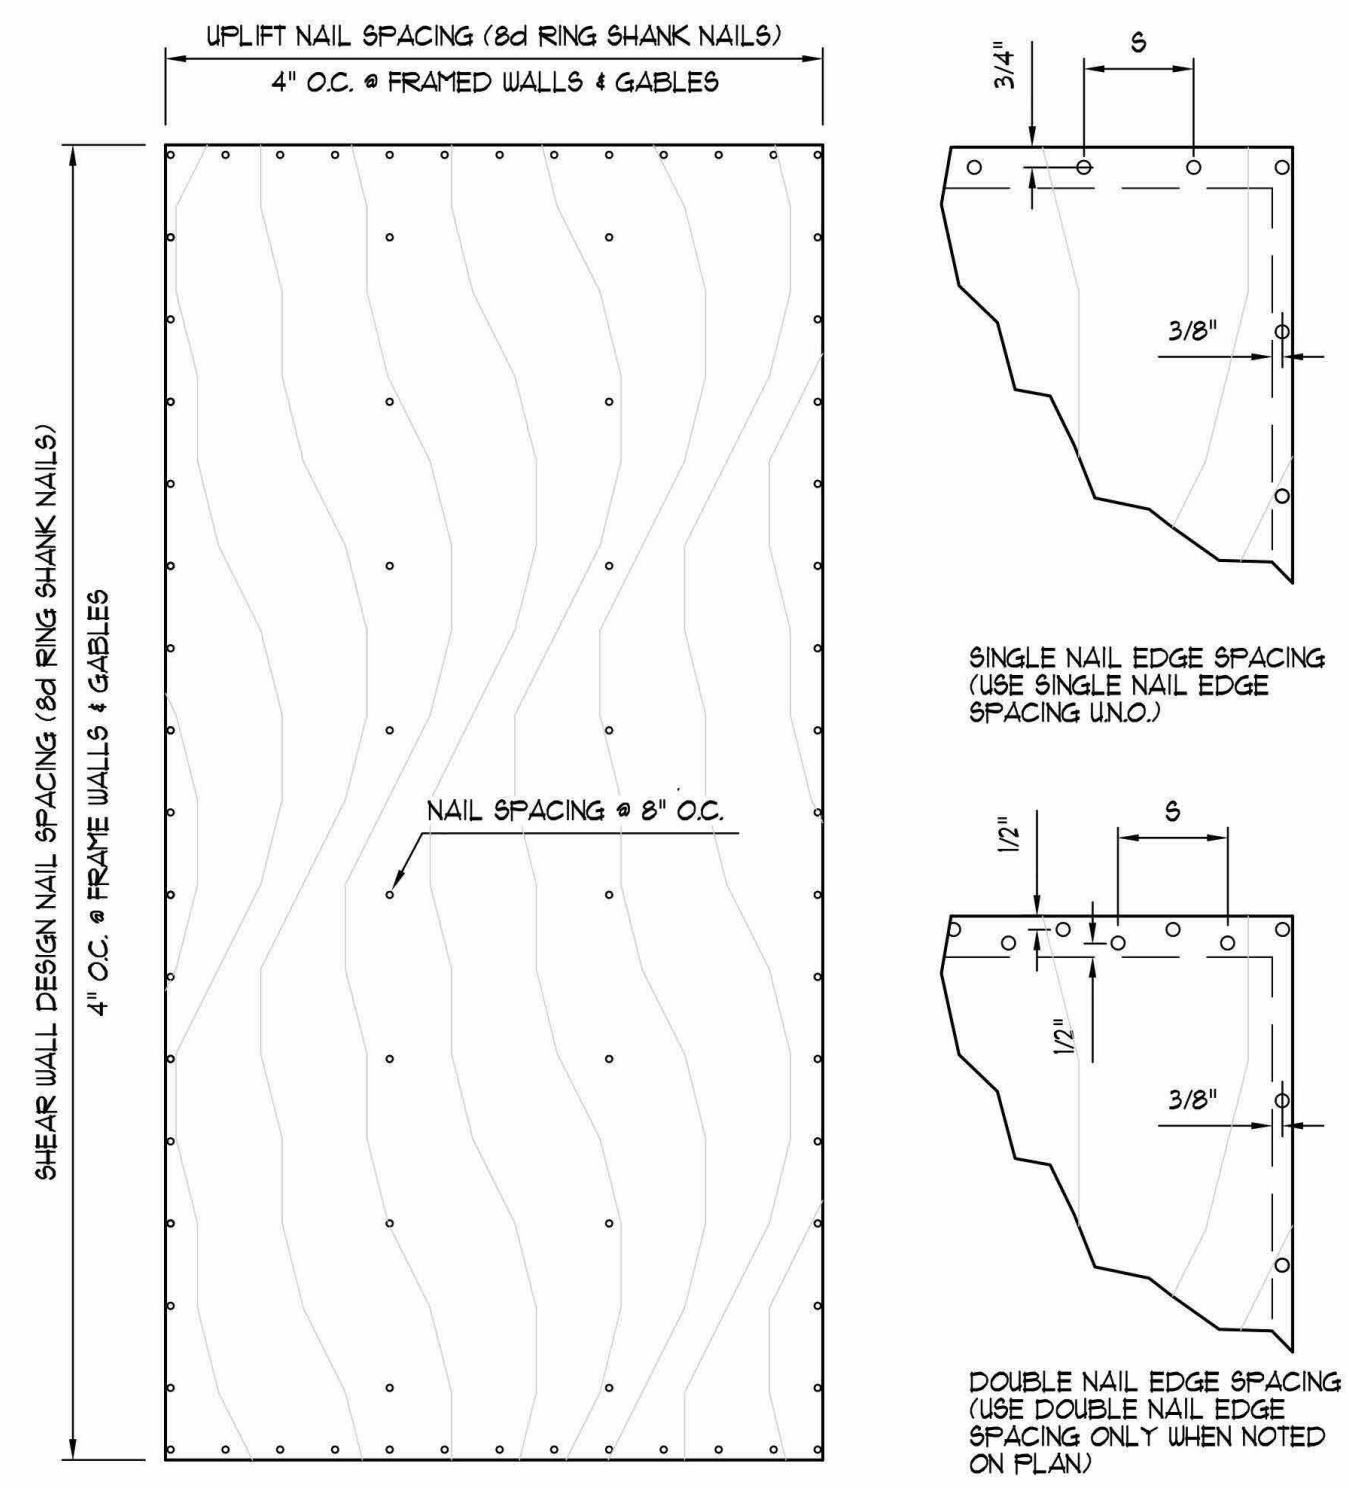 UPLIFT NAIL SPACING (8d RING SHANK NAILS)
4" O.C. @ FRAMED WALLS & GABLES
SHEAR WALL DESIGN NAIL SPACING (8d RING SHANK NAILS)
4" O.C. @ FRAME WALLS & GABLES
NAIL SPACING @ 8" O.C.
3/4"
S
3/8"
SINGLE NAIL EDGE SPACING
(USE SINGLE NAIL EDGE
SPACING U.N.O.)
1/2"
S
1/2"
3/8"
DOUBLE NAIL EDGE SPACING
(USE DOUBLE NAIL EDGE
SPACING ONLY WHEN NOTED
ON PLAN)